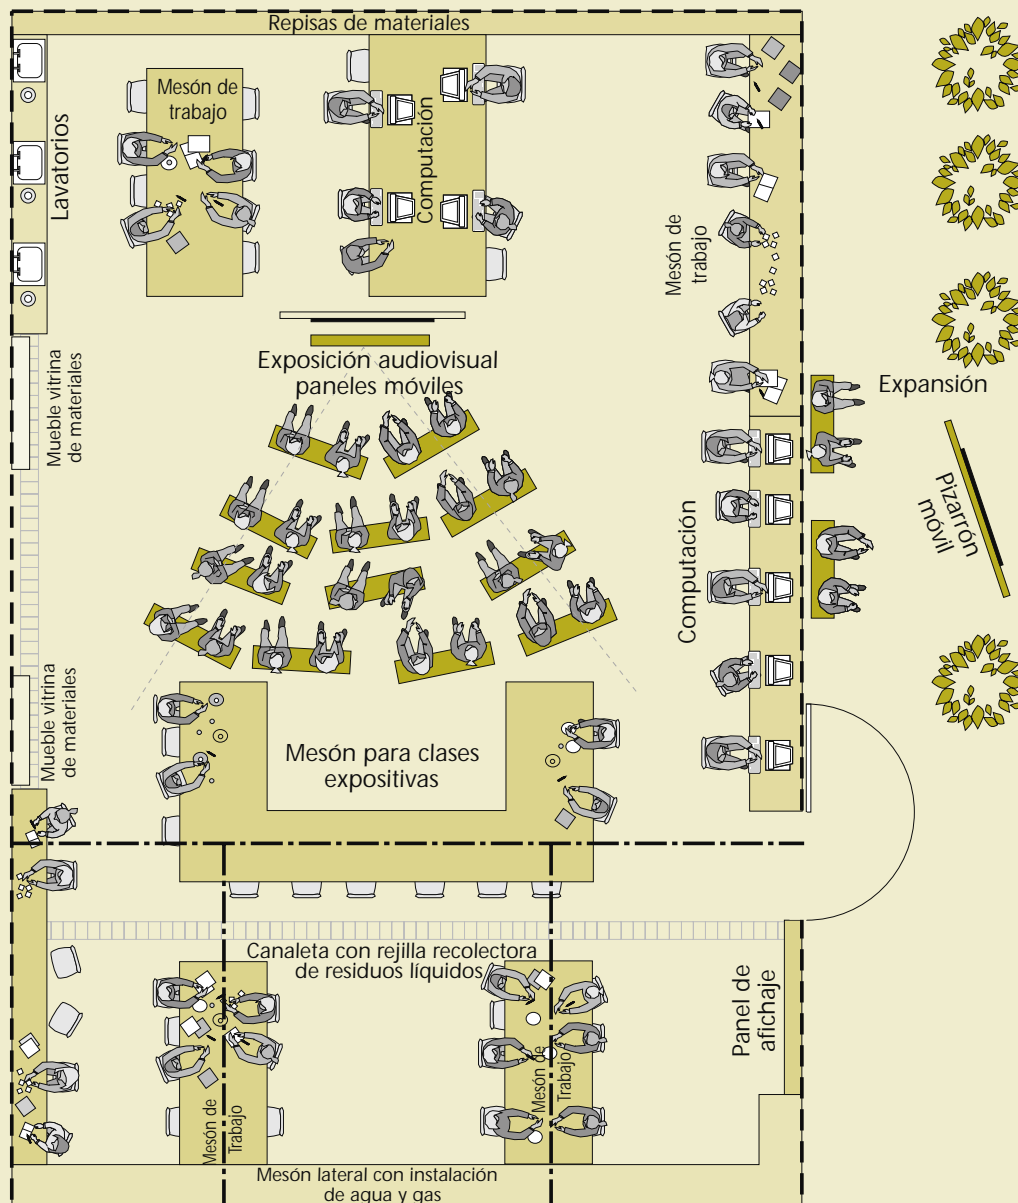 Repisas de materiales
Lavatorios
Mesón de
trabajo
Computación
Mesón de
trabajo
Exposición audiovisual
paneles móviles
Expansión
Mueble vitrina
de materiales
Pizarrón
móvil
Computación
Mueble vitrina
de materiales
Mesón para clases
expositivas
Canaleta con rejilla recolectora
de residuos líquidos
Panel de
afichaje
Mesón de
Trabajo
Mesón de
Trabajo
Mesón lateral con instalación
de agua y gas